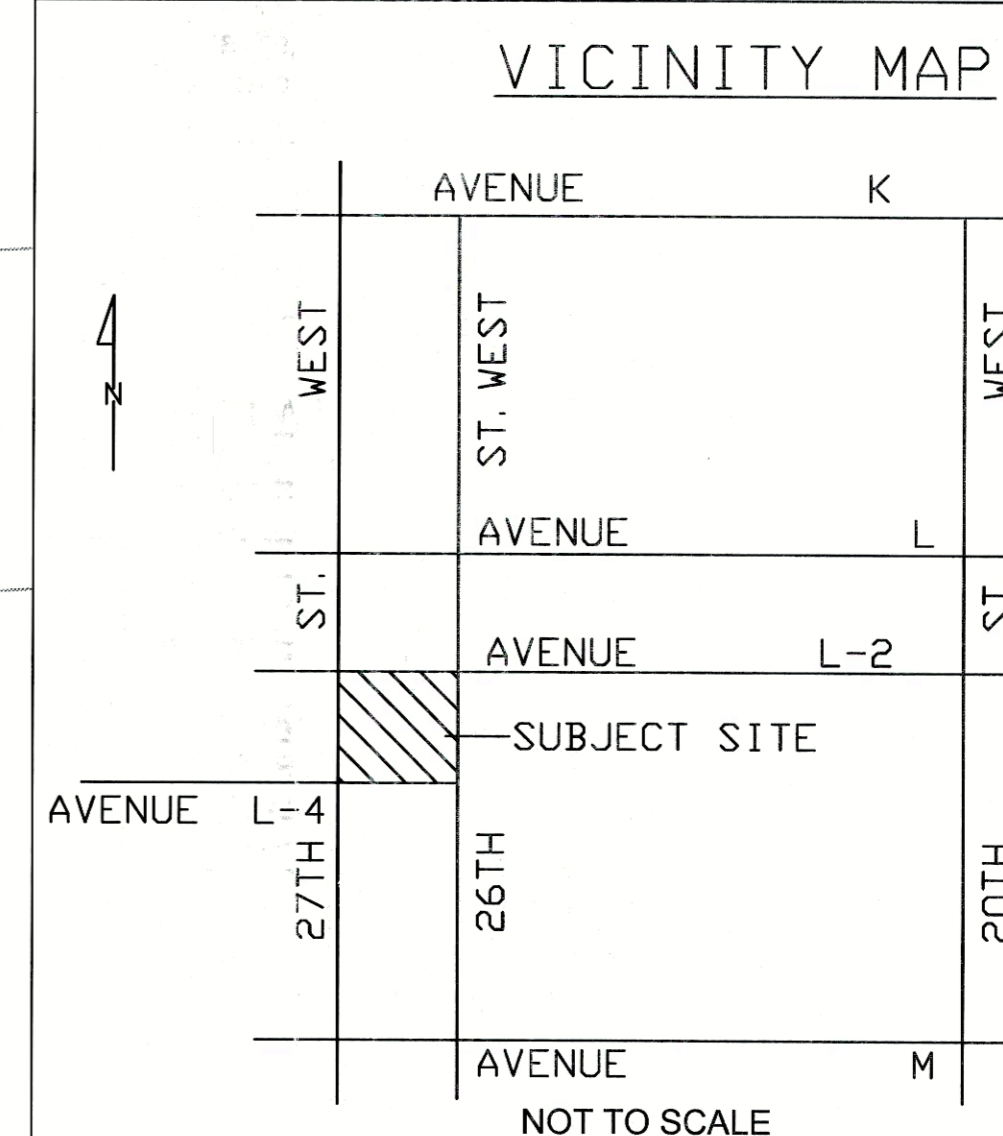 VICINITY MAP
AVENUE K
N
27TH ST. WEST
26TH ST. WEST
20TH ST. WEST
AVENUE L
AVENUE L-2
SUBJECT SITE
AVENUE L-4
AVENUE M
NOT TO SCALE